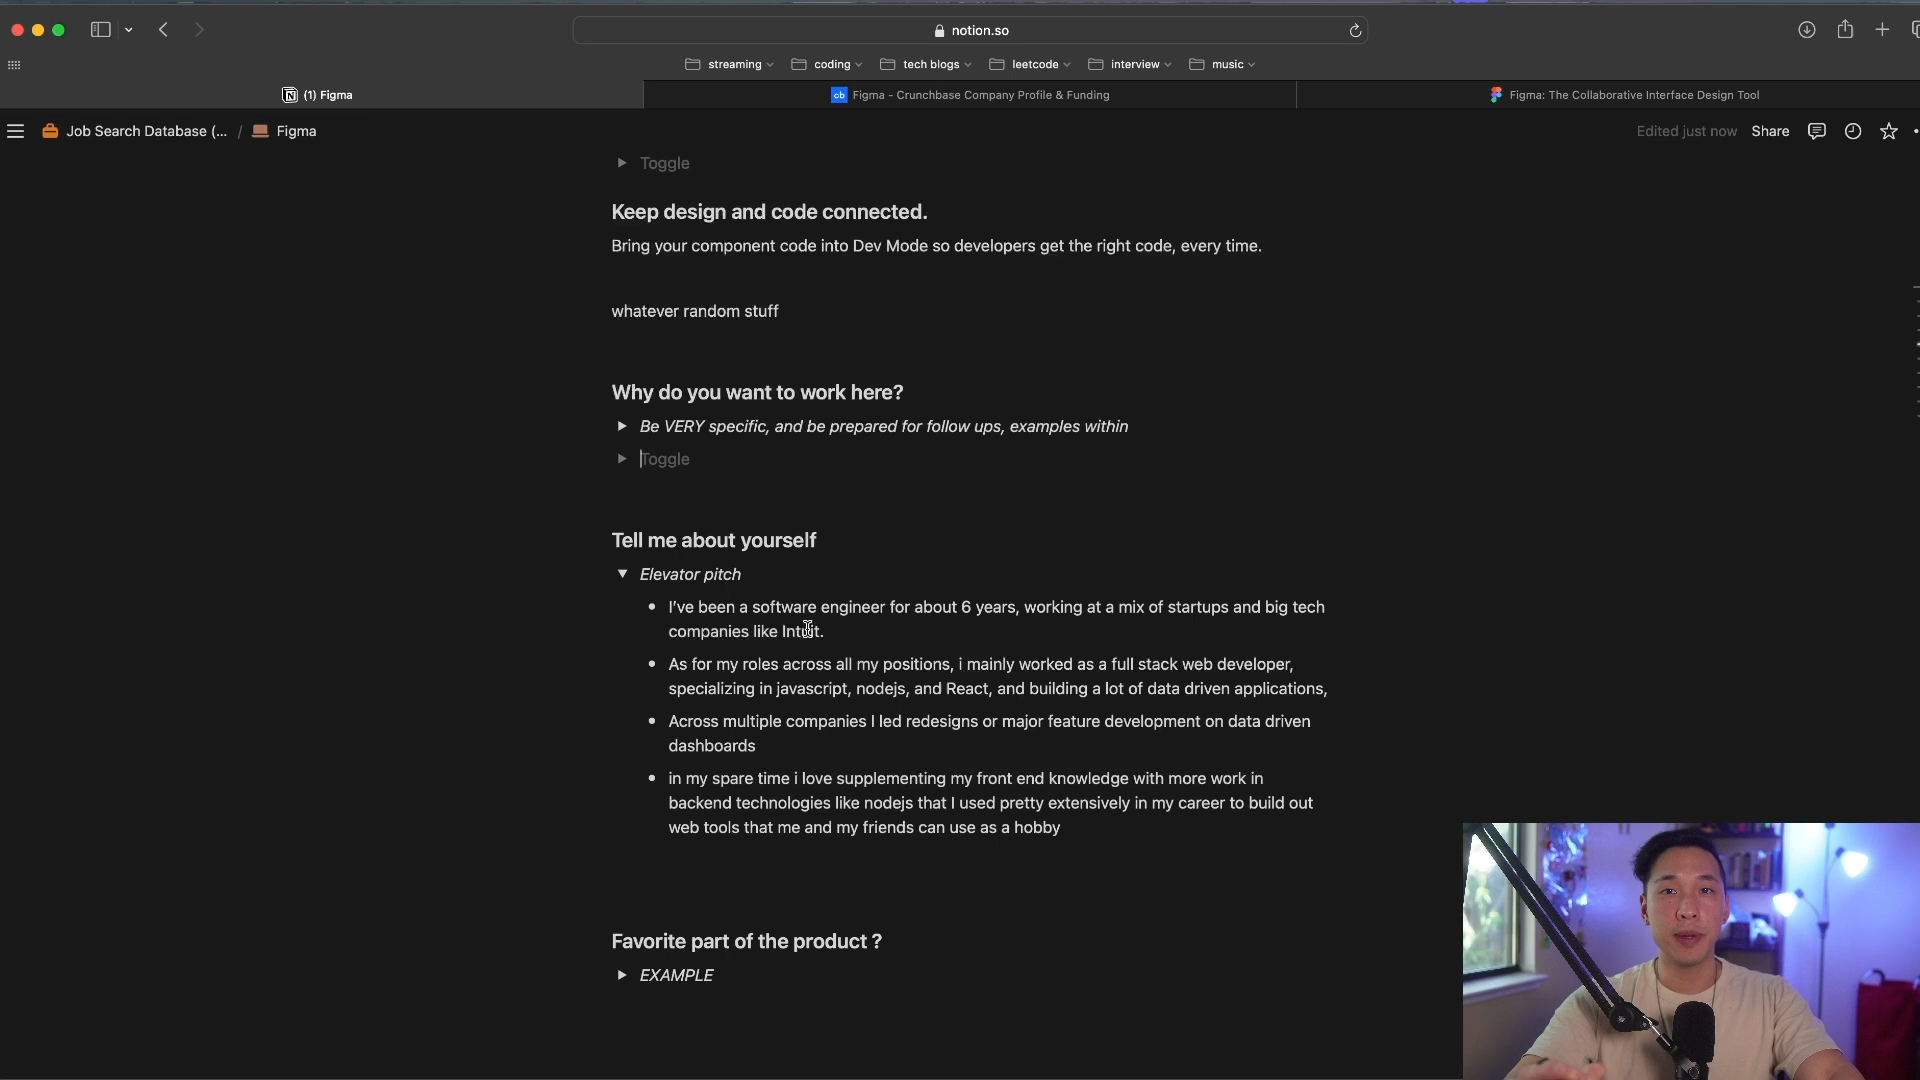 notion.so
streaming
coding
tech blogs
leetcode
interview
music
(1) Figma
cb
Figma - Crunchbase Company Profile & Funding
Figma: The Collaborative Interface Design Tool
Job Search Database (... / Figma
Edited just now
Share
Toggle
Keep design and code connected.
Bring your component code into Dev Mode so developers get the right code, every time.
whatever random stuff
Why do you want to work here?
Be VERY specific, and be prepared for follow ups, examples within
Toggle
Tell me about yourself
Elevator pitch
I've been a software engineer for about 6 years, working at a mix of startups and big tech
companies like Intuit.
As for my roles across all my positions, i mainly worked as a full stack web developer,
specializing in javascript, nodejs, and React, and building a lot of data driven applications,
Across multiple companies I led redesigns or major feature development on data driven
dashboards
in my spare time i love supplementing my front end knowledge with more work in
backend technologies like nodejs that I used pretty extensively in my career to build out
web tools that me and my friends can use as a hobby
Favorite part of the product ?
EXAMPLE